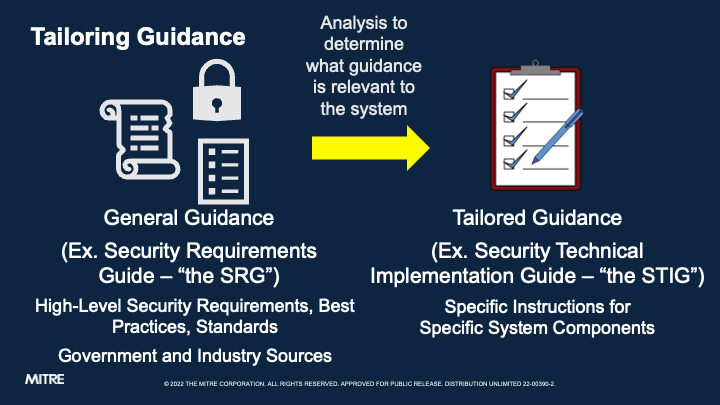 Tailoring Guidance
Analysis to
determine
what guidance
is relevant to
the system
General Guidance
(Ex. Security Requirements
Guide – “the SRG”)
High-Level Security Requirements, Best
Practices, Standards
Government and Industry Sources
Tailored Guidance
(Ex. Security Technical
Implementation Guide – “the STIG”)
Specific Instructions for
Specific System Components
MITRE
© 2022 THE MITRE CORPORATION. ALL RIGHTS RESERVED. APPROVED FOR PUBLIC RELEASE. DISTRIBUTION UNLIMITED 22-00390-2.